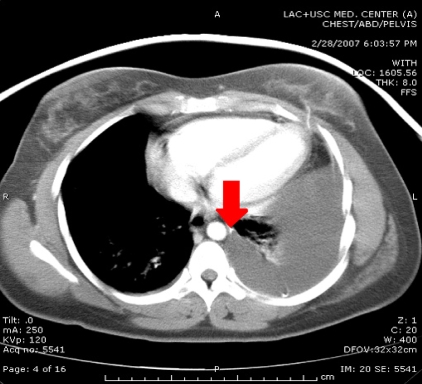 A
LAC+USC MED. CENTER (A)
CHEST/ABD/PELVIS
2/28/2007 6:03:57 PM
WITH
LOC: 1605.56
THK: 8.0
FFS
R
L
Tilt: .0
mA: 250
KVp: 120
Acq no: 5541
Page: 4 of 16
P
cm
Z: 1
C: 20
W: 400
DFOV:32x32cm
IM: 20 SE: 5541